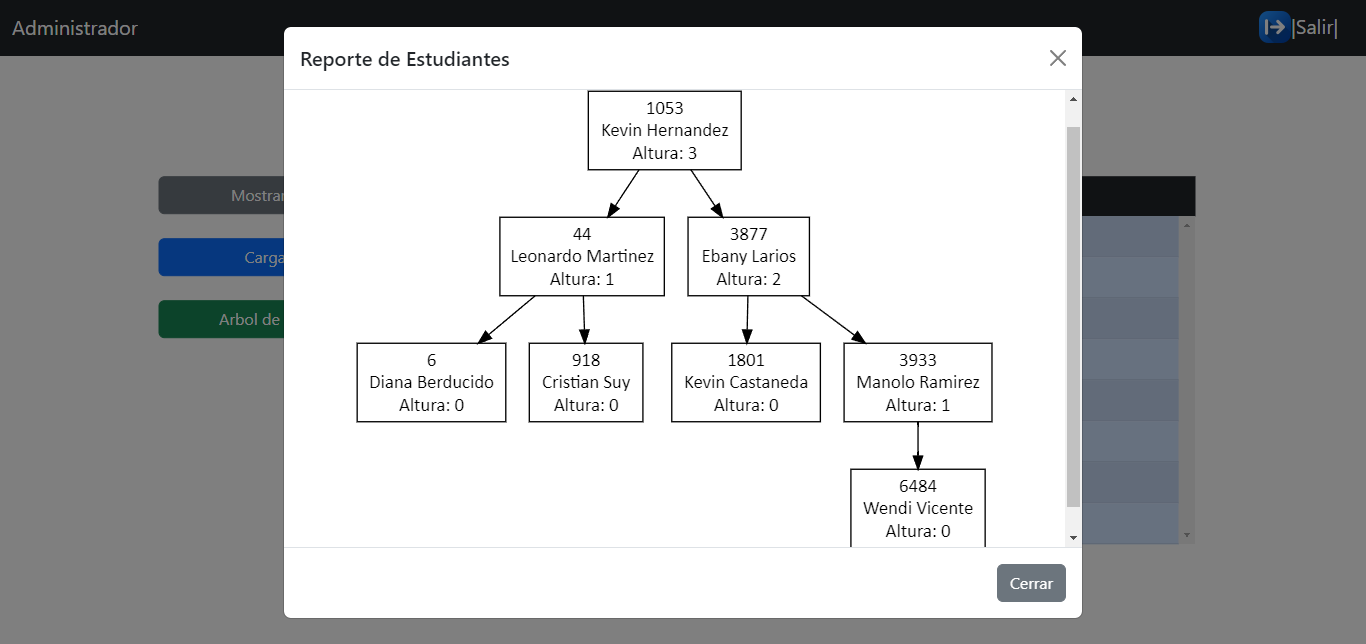 Administrador
|Salir|
Reporte de Estudiantes
1053
Kevin Hernandez
Altura: 3
44
Leonardo Martinez
Altura: 1
3877
Ebany Larios
Altura: 2
6
Diana Berducido
Altura: 0
918
Cristian Suy
Altura: 0
1801
Kevin Castaneda
Altura: 0
3933
Manolo Ramirez
Altura: 1
6484
Wendi Vicente
Altura: 0
Mostrar
Carga
Arbol de
Cerrar